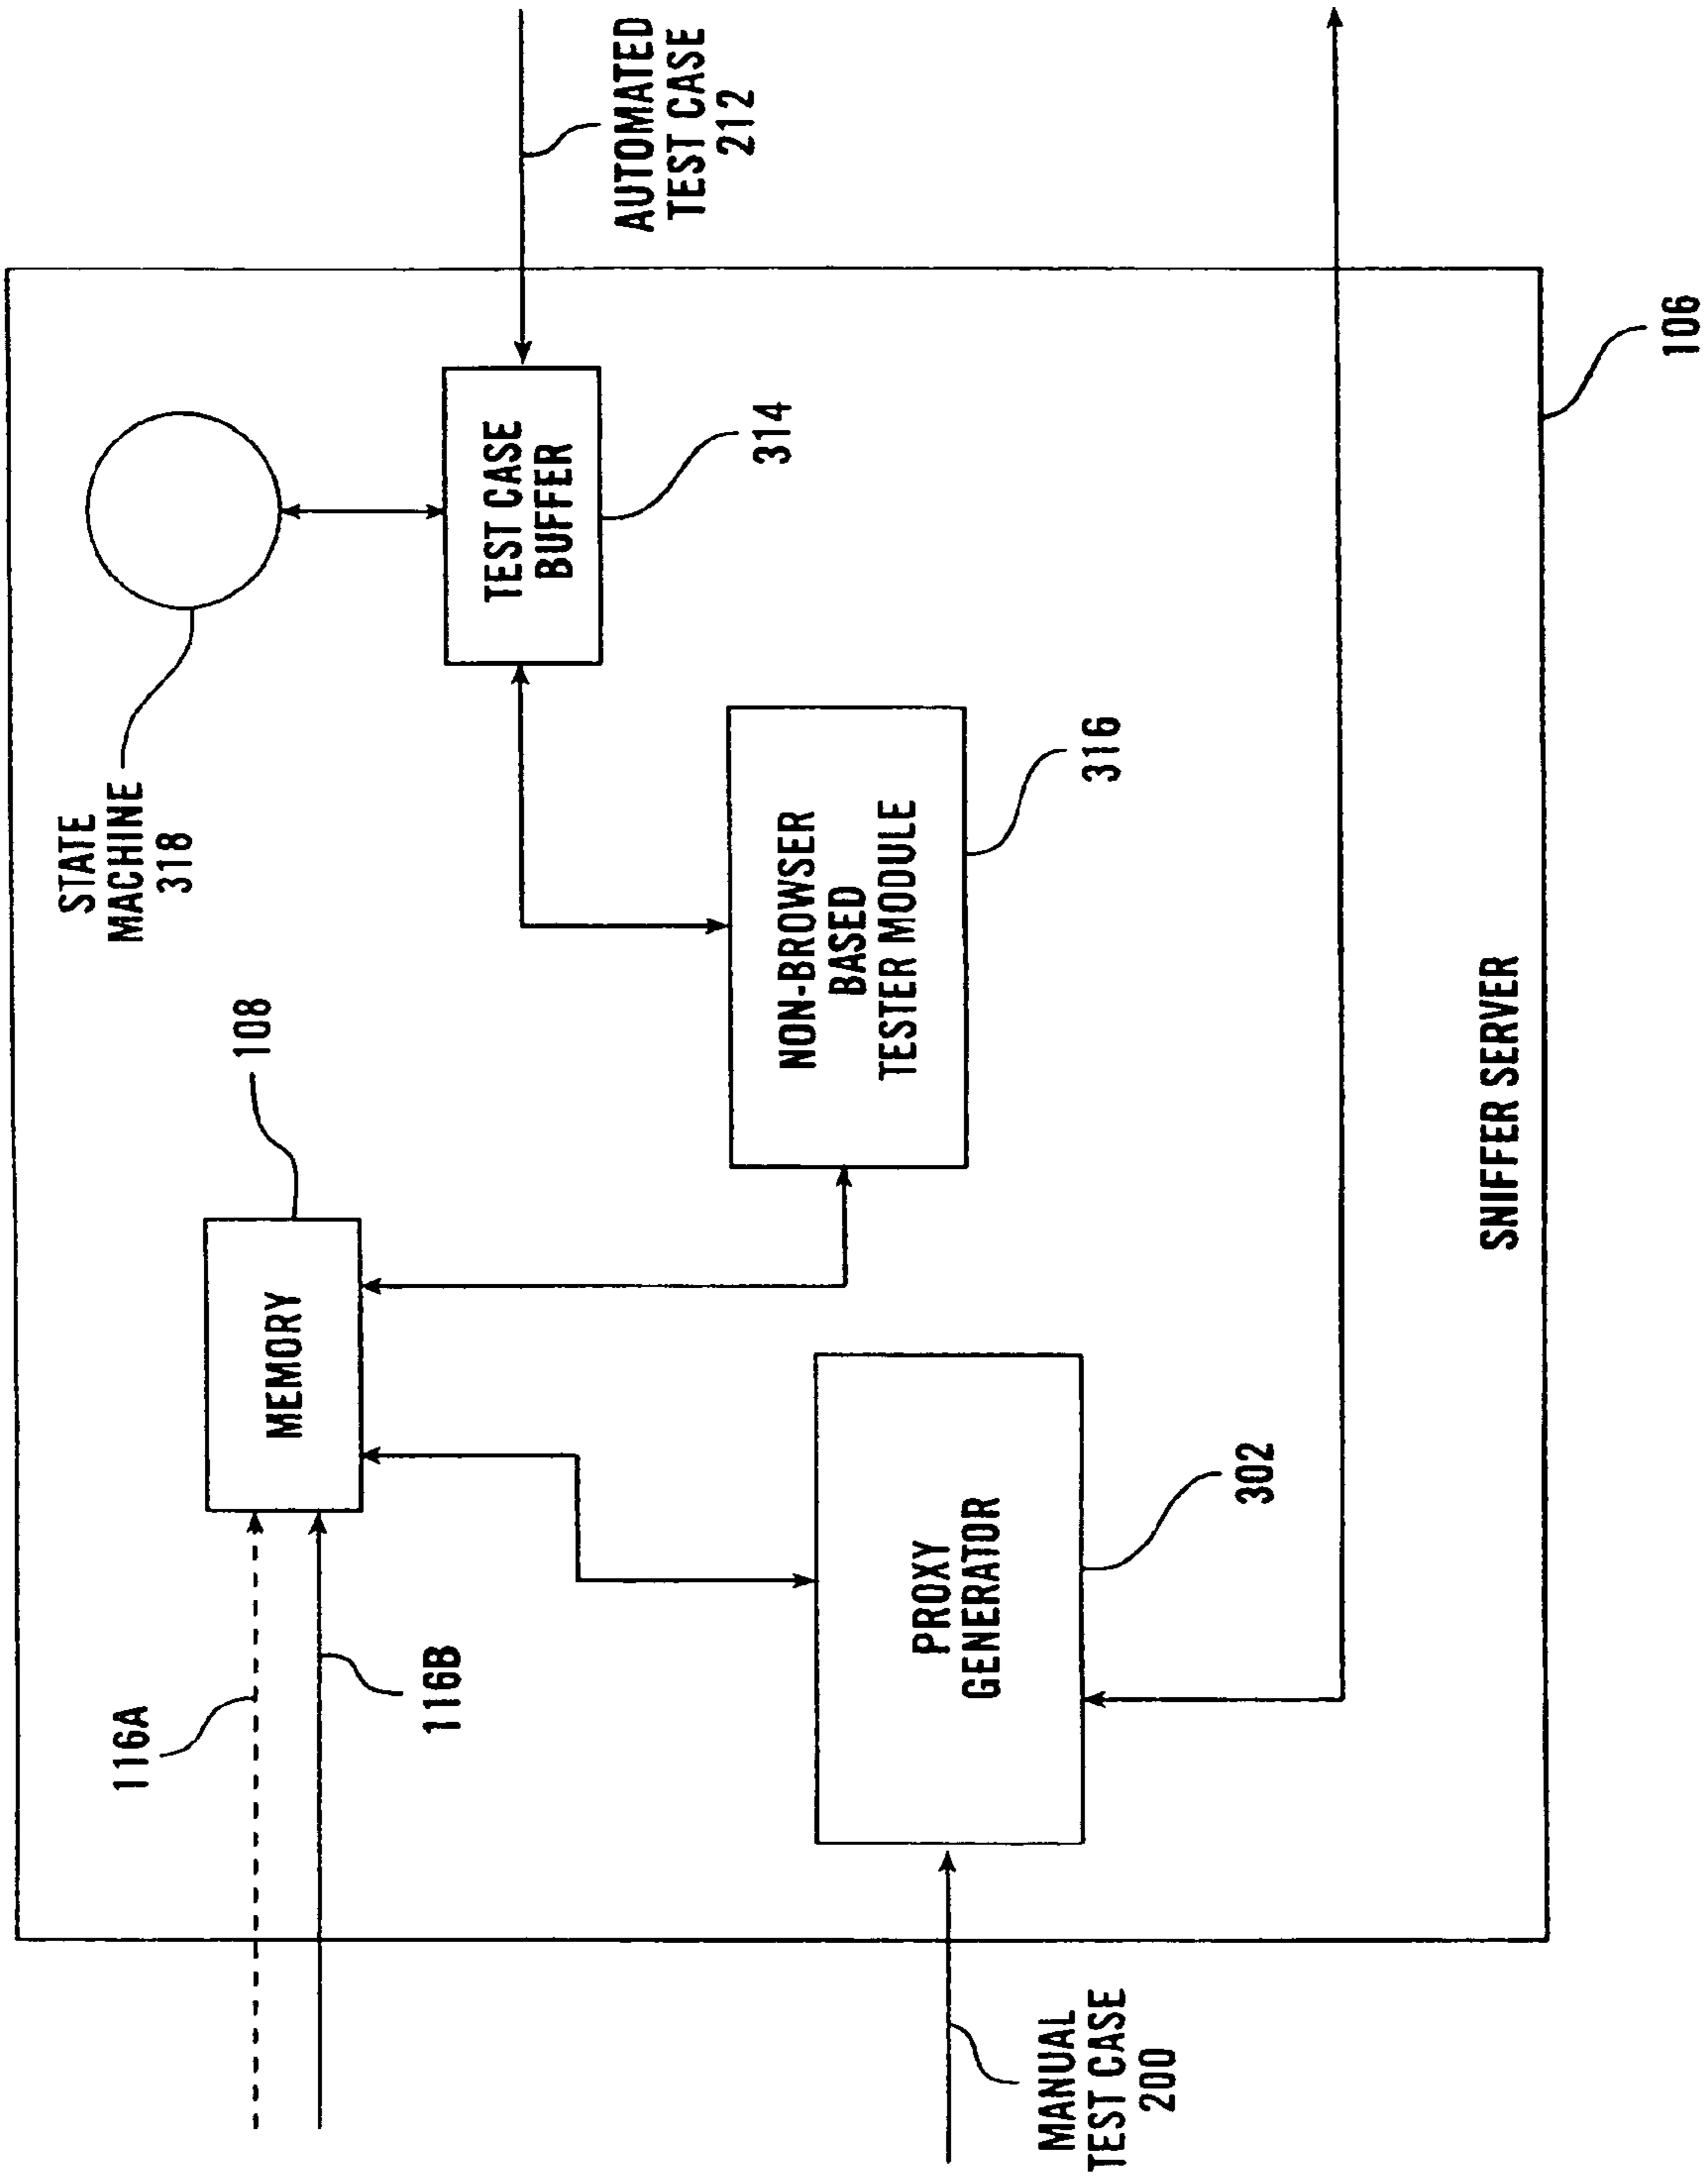 116A
116B
MEMORY
108
STATE
MACHINE
318
TEST CASE
BUFFER
314
AUTOMATED
TEST CASE
212
NON-BROWSER
BASED
TESTER MODULE
316
PROXY
GENERATOR
302
MANUAL
TEST CASE
200
SNIFFER SERVER
106